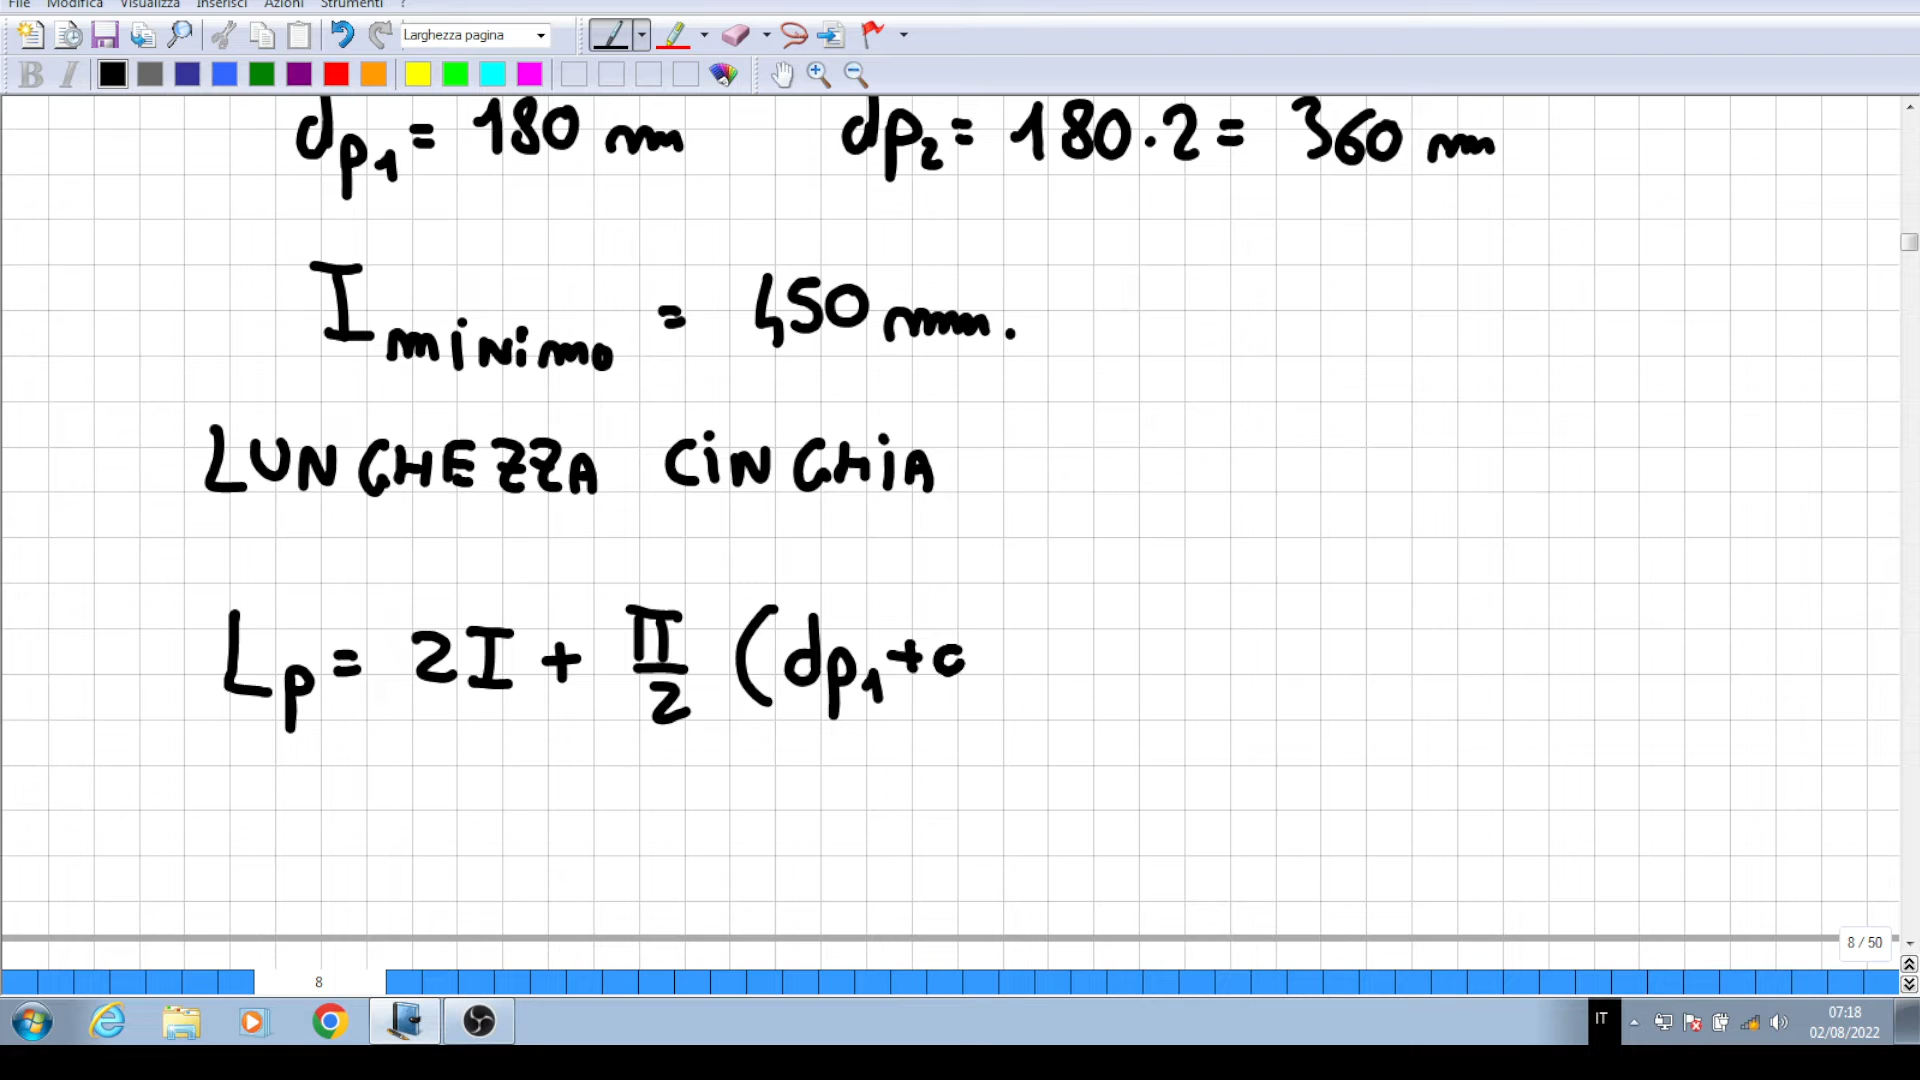 File Modifica Visualizza Inserisci Azioni Strumenti ?
Larghezza pagina
B I
dp1 = 180 mm dp2 = 180·2 = 360 mm
Iminimo = 450 mm.
LUNGHEZZA CiNGHiA
Lp = 2I + π/2 (dp1+c
8 / 50
8
IT
07:18
02/08/2022